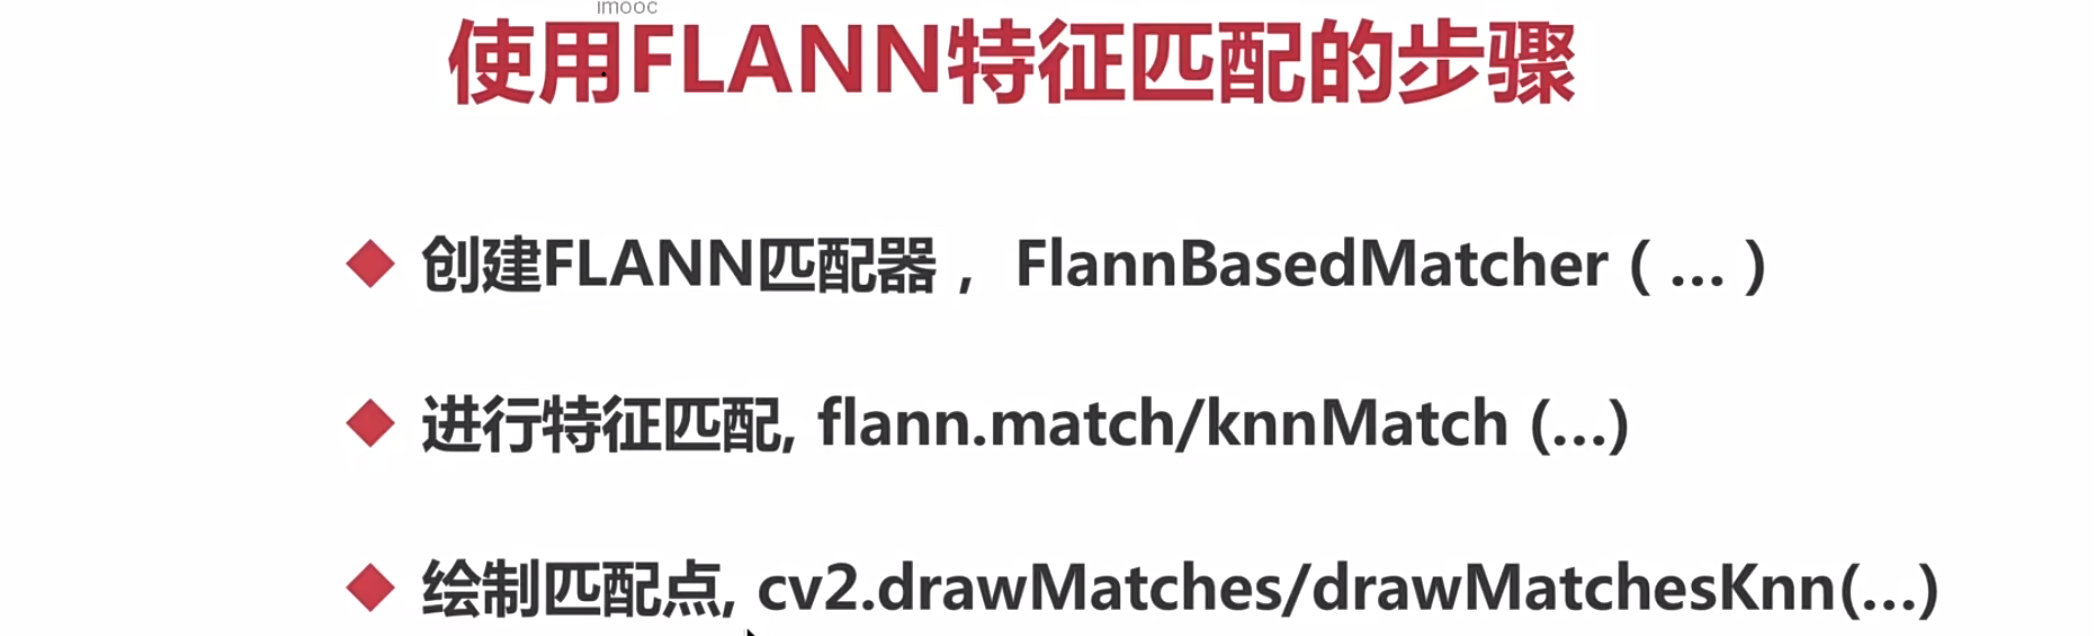 imooc
使用FLANN特征匹配的步骤
创建FLANN匹配器，FlannBasedMatcher（...）
进行特征匹配, flann.match/knnMatch (...)
绘制匹配点, cv2.drawMatches/drawMatchesKnn(...)